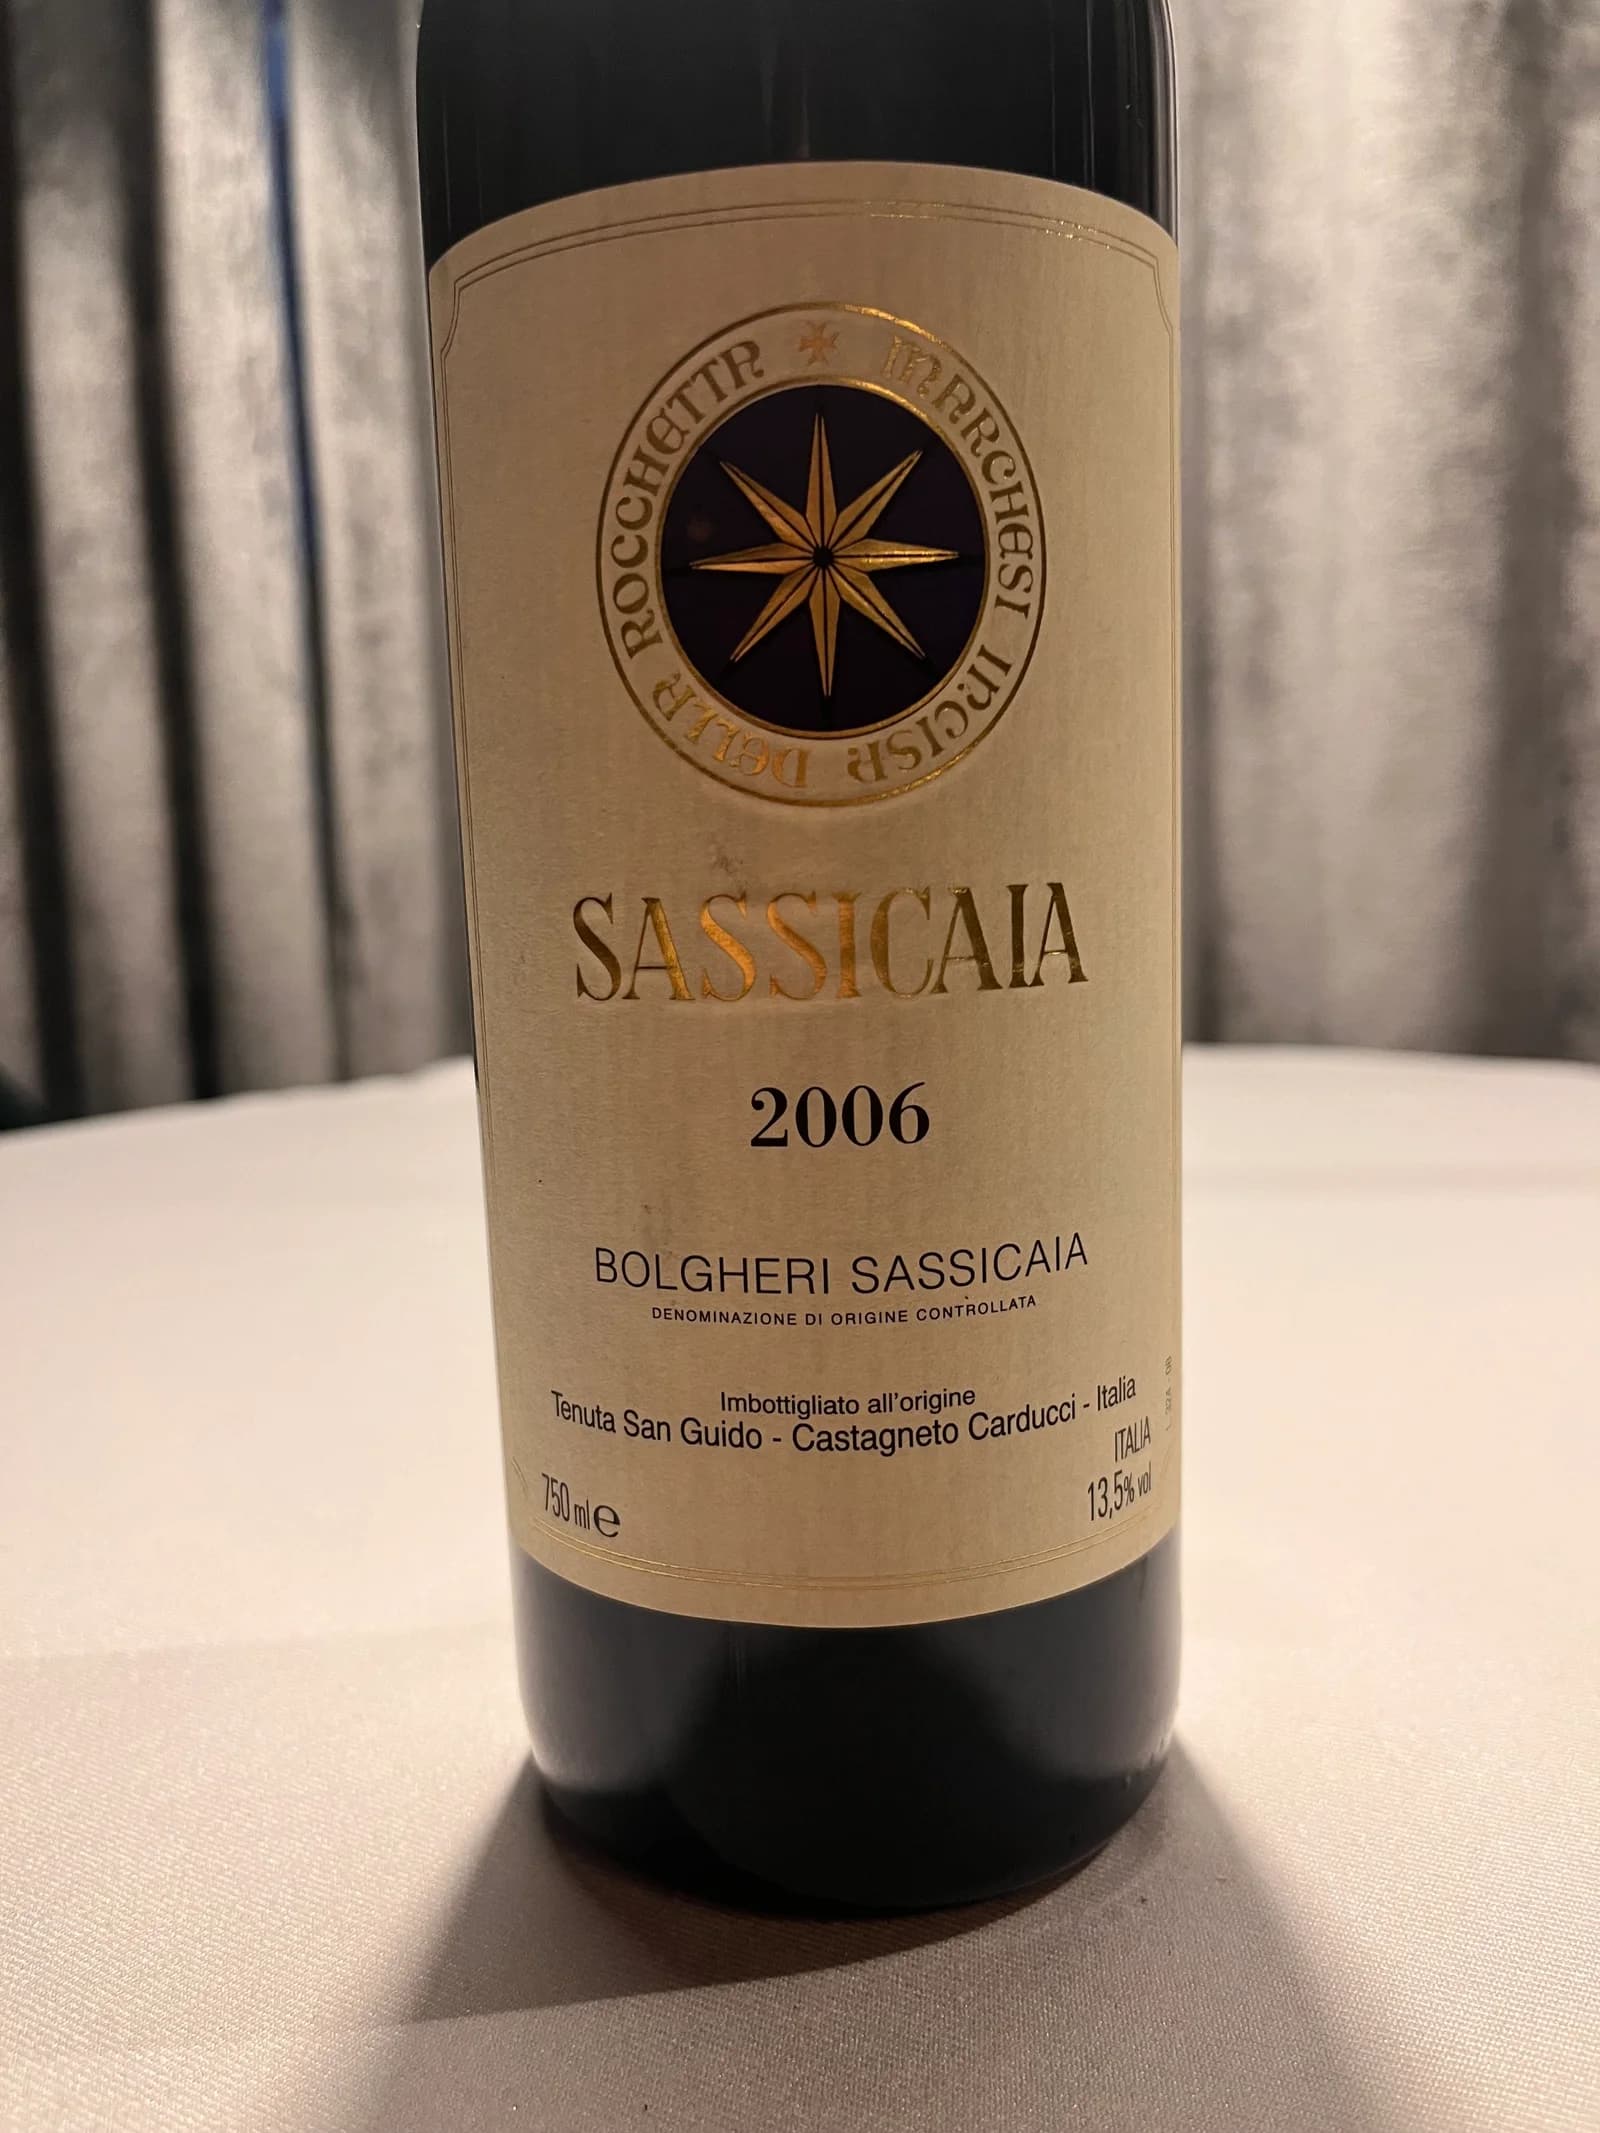 MARCHESI INCISA DELLA ROCCHETTA
SASSICAIA
2006
BOLGHERI SASSICAIA
DENOMINAZIONE DI ORIGINE CONTROLLATA
Imbottigliato all'origine
Tenuta San Guido - Castagneto Carducci - Italia
ITALIA
750 ml e
13,5% vol